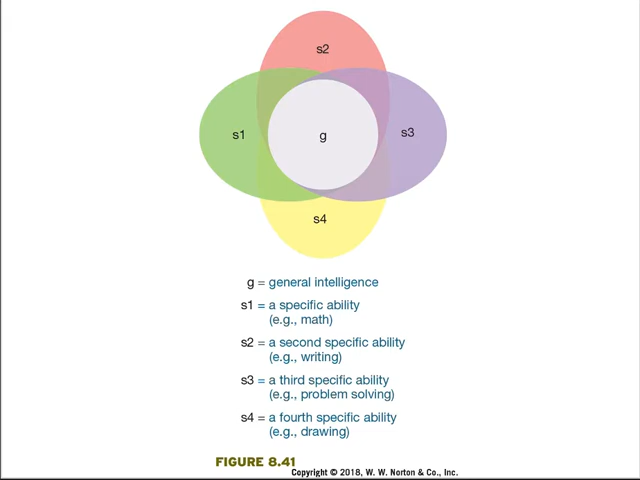 s2
s1
g
s3
s4
g = general intelligence
s1 = a specific ability
(e.g., math)
s2 = a second specific ability
(e.g., writing)
s3 = a third specific ability
(e.g., problem solving)
s4 = a fourth specific ability
(e.g., drawing)
FIGURE 8.41
Copyright © 2018, W. W. Norton & Co., Inc.